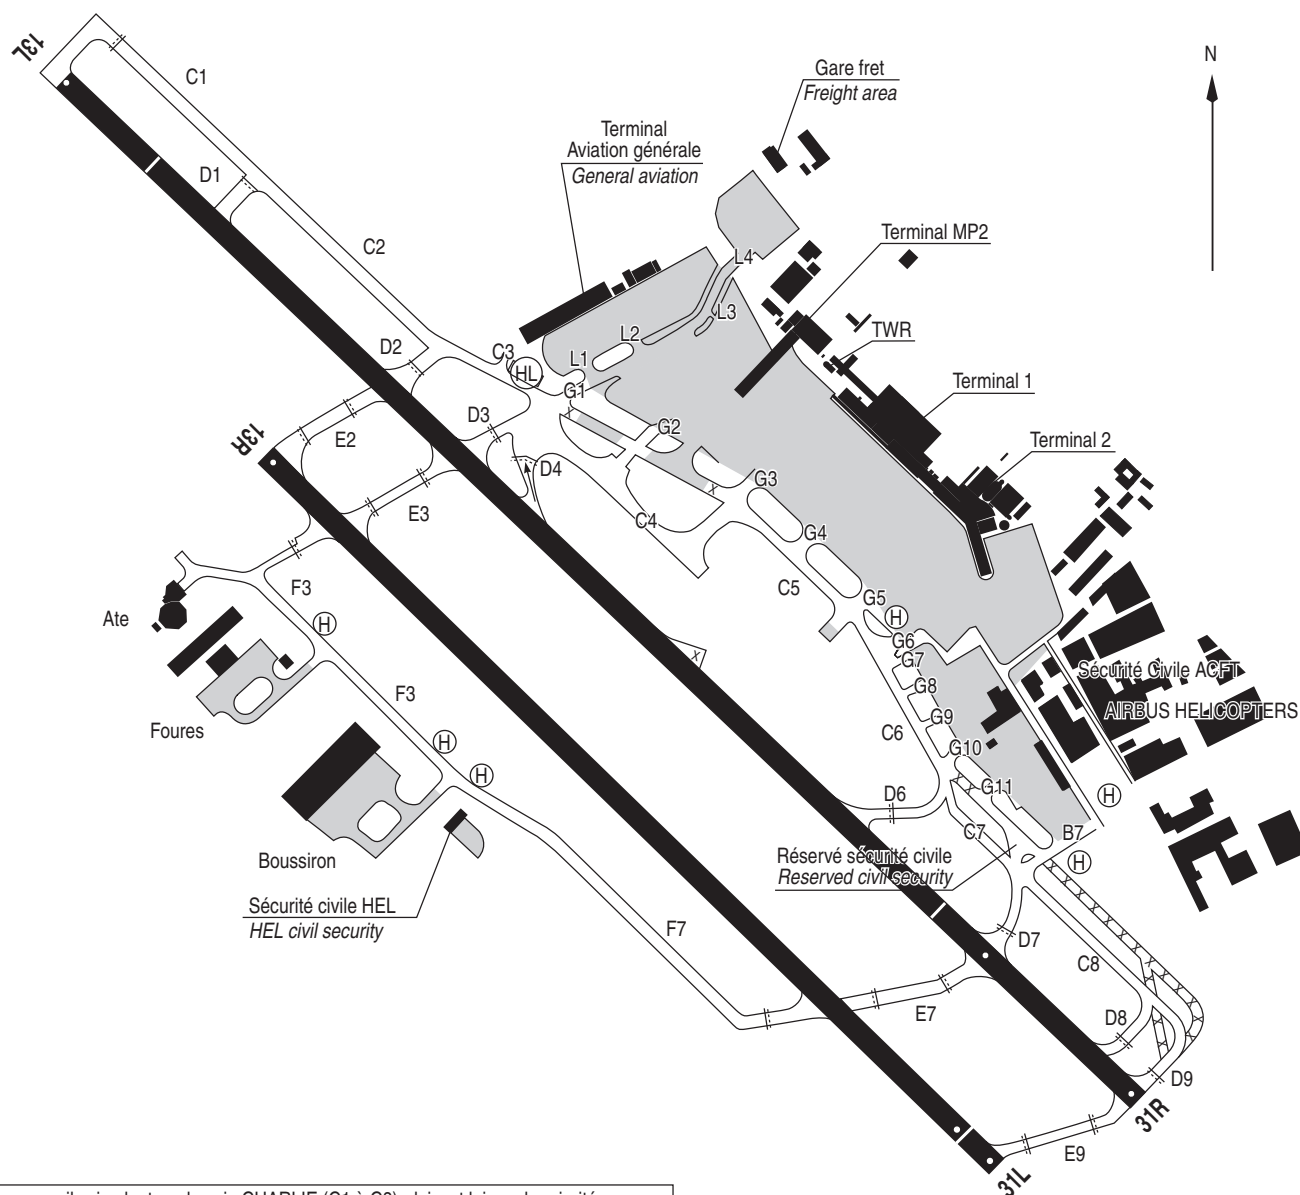 13L
C1
N
Gare fret
Freight area
Terminal
Aviation générale
General aviation
D1
C2
L4
Terminal MP2
L3
L2
TWR
D2
C3
HL
L1
G1
Terminal 1
D3
G2
13R
E2
Terminal 2
D4
G3
E3
C4
G4
F3
C5
G5
H
Ate
H
G6
G7
X
Sécurité Civile ACFT
G8
F3
AIRBUS HELICOPTERS
Foures
G9
C6
H
G10
H
G11
D6
H
C7
B7
Boussiron
Réservé sécurité civile
Reserved civil security
H
Sécurité civile HEL
HEL civil security
F7
D7
C8
E7
D8
D9
31R
E9
31L